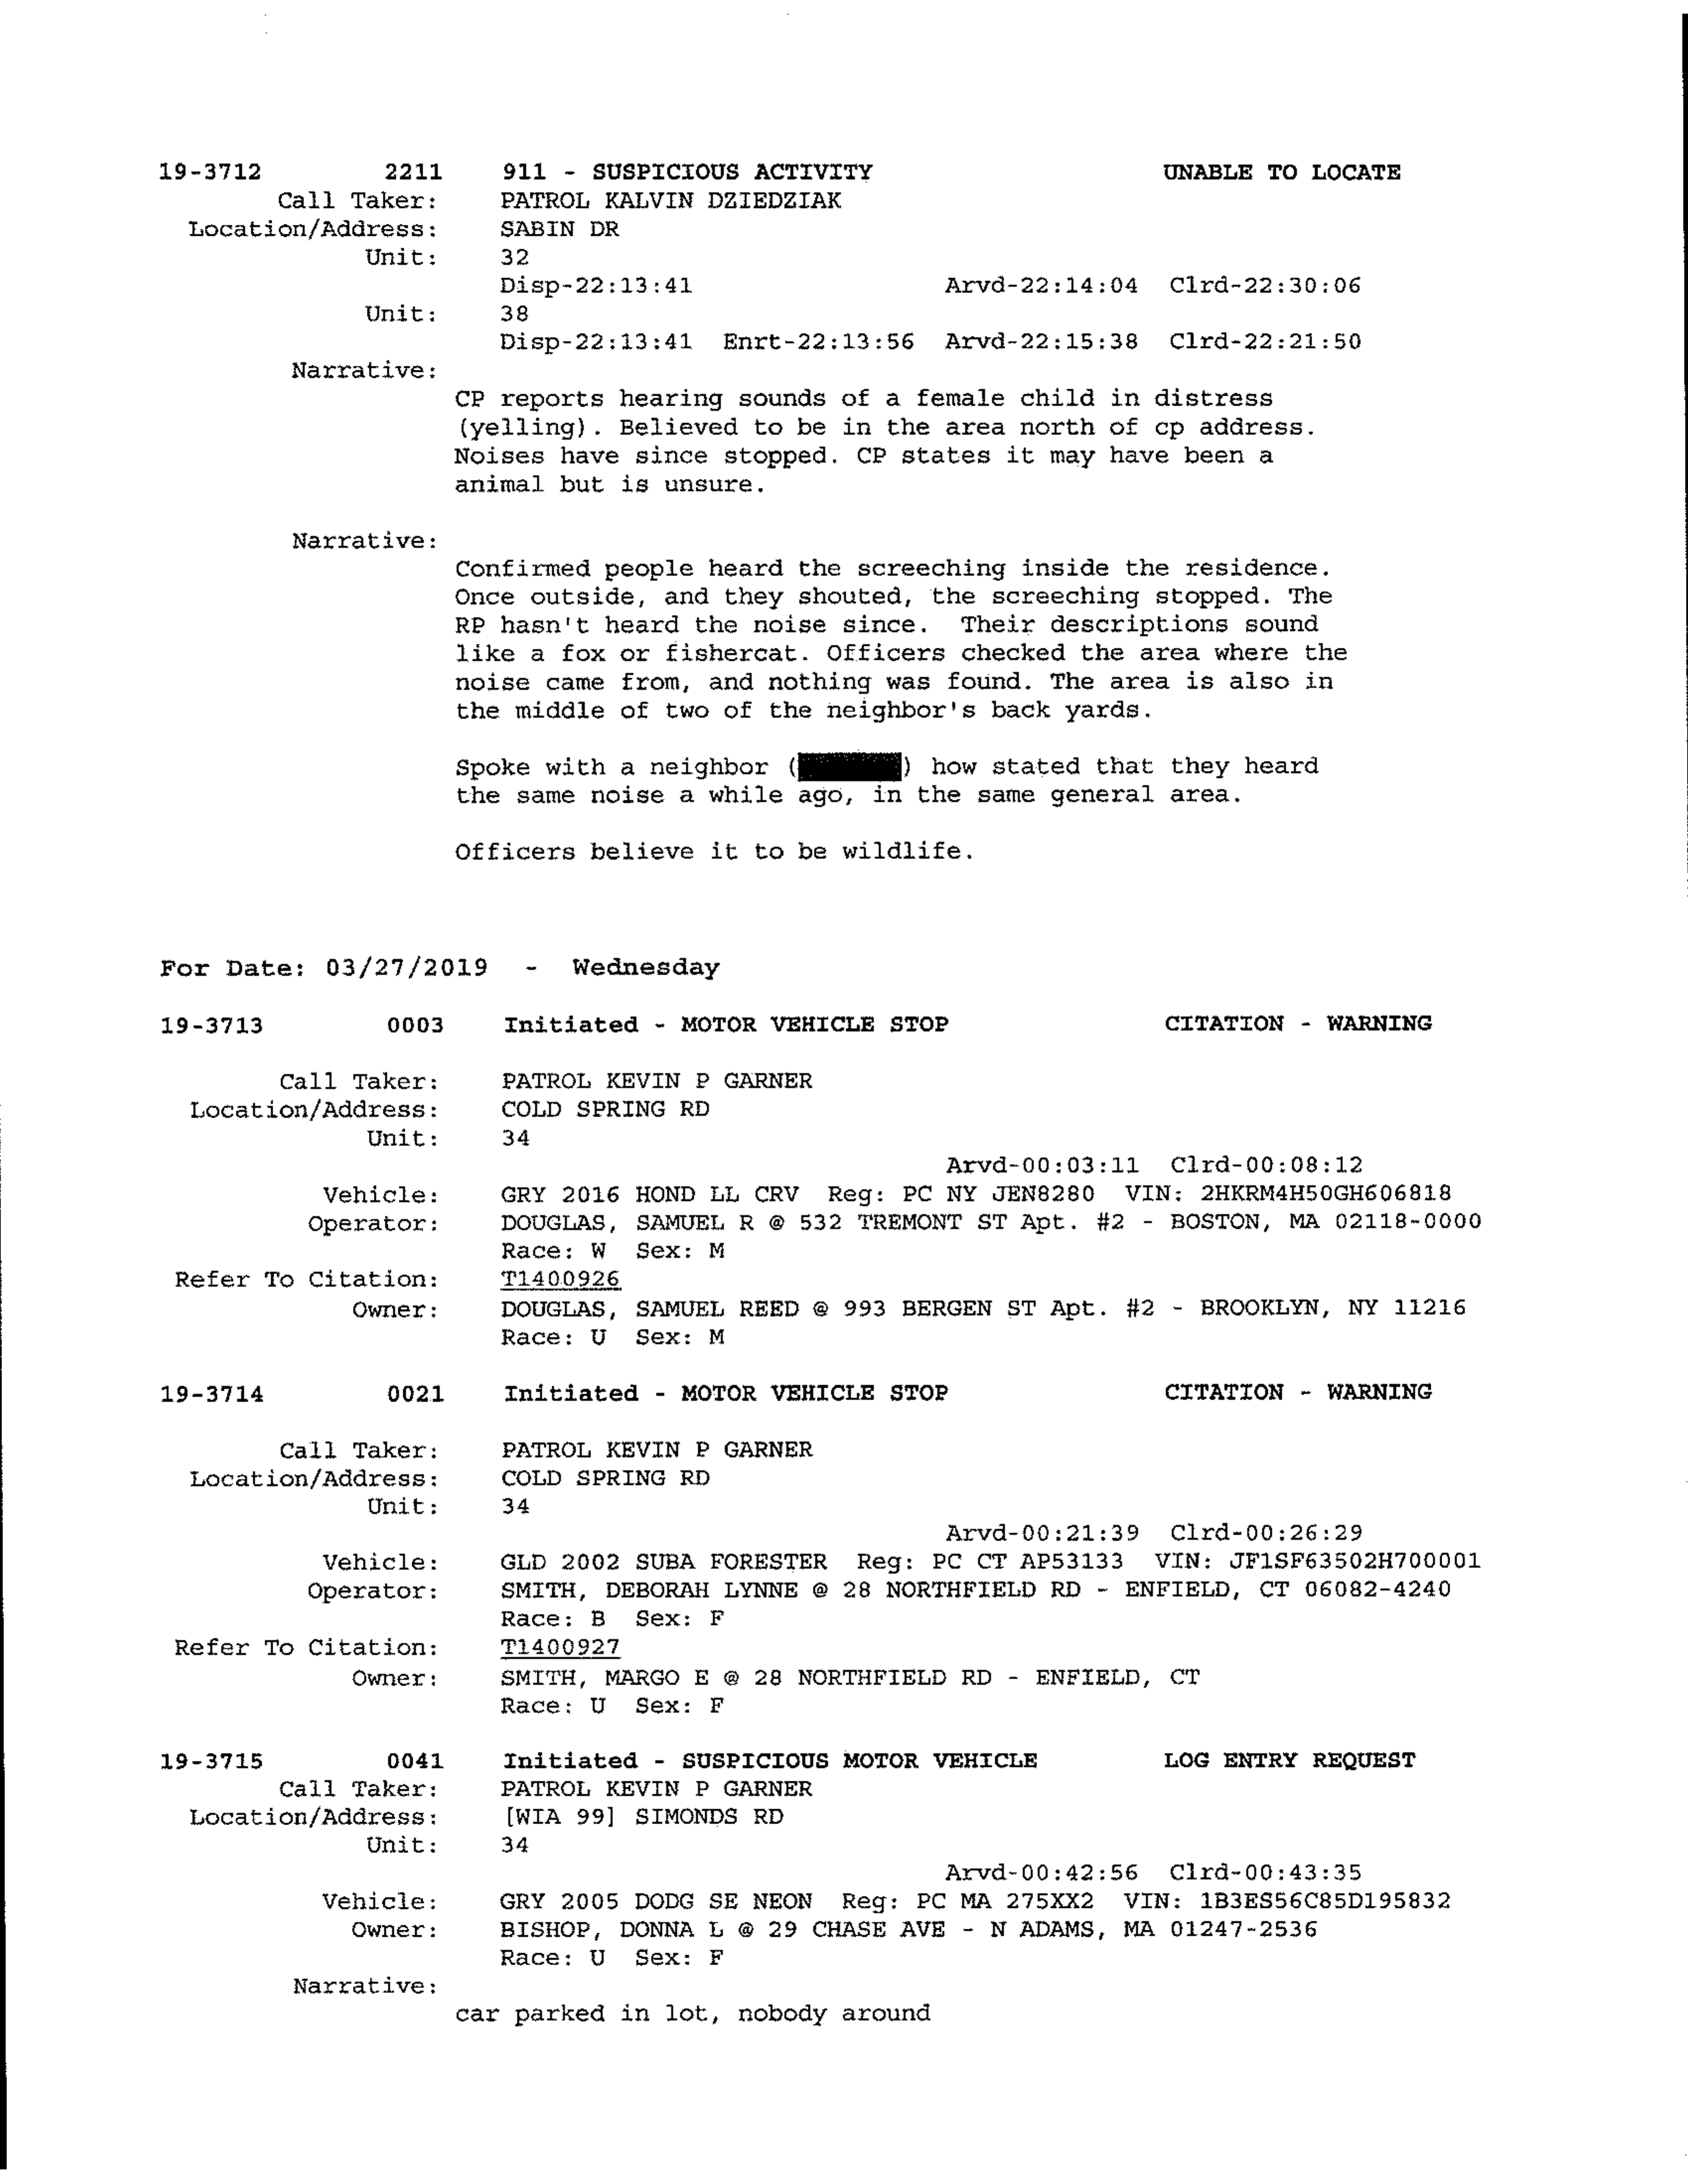 19-3712 2211 911 - SUSPICIOUS ACTIVITY UNABLE TO LOCATE
Call Taker: PATROL KALVIN DZIEDZIAK
Location/Address: SABIN DR
Unit: 32
Disp-22:13:41 Arvd-22:14:04 Clrd-22:30:06
Unit: 38
Disp-22:13:41 Enrt-22:13:56 Arvd-22:15:38 Clrd-22:21:50
Narrative:
CP reports hearing sounds of a female child in distress
(yelling). Believed to be in the area north of cp address.
Noises have since stopped. CP states it may have been a
animal but is unsure.
Narrative:
Confirmed people heard the screeching inside the residence.
Once outside, and they shouted, the screeching stopped. The
RP hasn't heard the noise since. Their descriptions sound
like a fox or fishercat. Officers checked the area where the
noise came from, and nothing was found. The area is also in
the middle of two of the neighbor's back yards.
Spoke with a neighbor ( ) how stated that they heard
the same noise a while ago, in the same general area.
Officers believe it to be wildlife.
For Date: 03/27/2019 - Wednesday
19-3713 0003 Initiated - MOTOR VEHICLE STOP CITATION - WARNING
Call Taker: PATROL KEVIN P GARNER
Location/Address: COLD SPRING RD
Unit: 34
Arvd-00:03:11 Clrd-00:08:12
Vehicle: GRY 2016 HOND LL CRV Reg: PC NY JEN8280 VIN: 2HKRM4H50GH606818
Operator: DOUGLAS, SAMUEL R @ 532 TREMONT ST Apt. #2 - BOSTON, MA 02118-0000
Race: W Sex: M
Refer To Citation: T1400926
Owner: DOUGLAS, SAMUEL REED @ 993 BERGEN ST Apt. #2 - BROOKLYN, NY 11216
Race: U Sex: M
19-3714 0021 Initiated - MOTOR VEHICLE STOP CITATION - WARNING
Call Taker: PATROL KEVIN P GARNER
Location/Address: COLD SPRING RD
Unit: 34
Arvd-00:21:39 Clrd-00:26:29
Vehicle: GLD 2002 SUBA FORESTER Reg: PC CT AP53133 VIN: JF1SF63502H700001
Operator: SMITH, DEBORAH LYNNE @ 28 NORTHFIELD RD - ENFIELD, CT 06082-4240
Race: B Sex: F
Refer To Citation: T1400927
Owner: SMITH, MARGO E @ 28 NORTHFIELD RD - ENFIELD, CT
Race: U Sex: F
19-3715 0041 Initiated - SUSPICIOUS MOTOR VEHICLE LOG ENTRY REQUEST
Call Taker: PATROL KEVIN P GARNER
Location/Address: [WIA 99] SIMONDS RD
Unit: 34
Arvd-00:42:56 Clrd-00:43:35
Vehicle: GRY 2005 DODG SE NEON Reg: PC MA 275XX2 VIN: 1B3ES56C85D195832
Owner: BISHOP, DONNA L @ 29 CHASE AVE - N ADAMS, MA 01247-2536
Race: U Sex: F
Narrative:
car parked in lot, nobody around